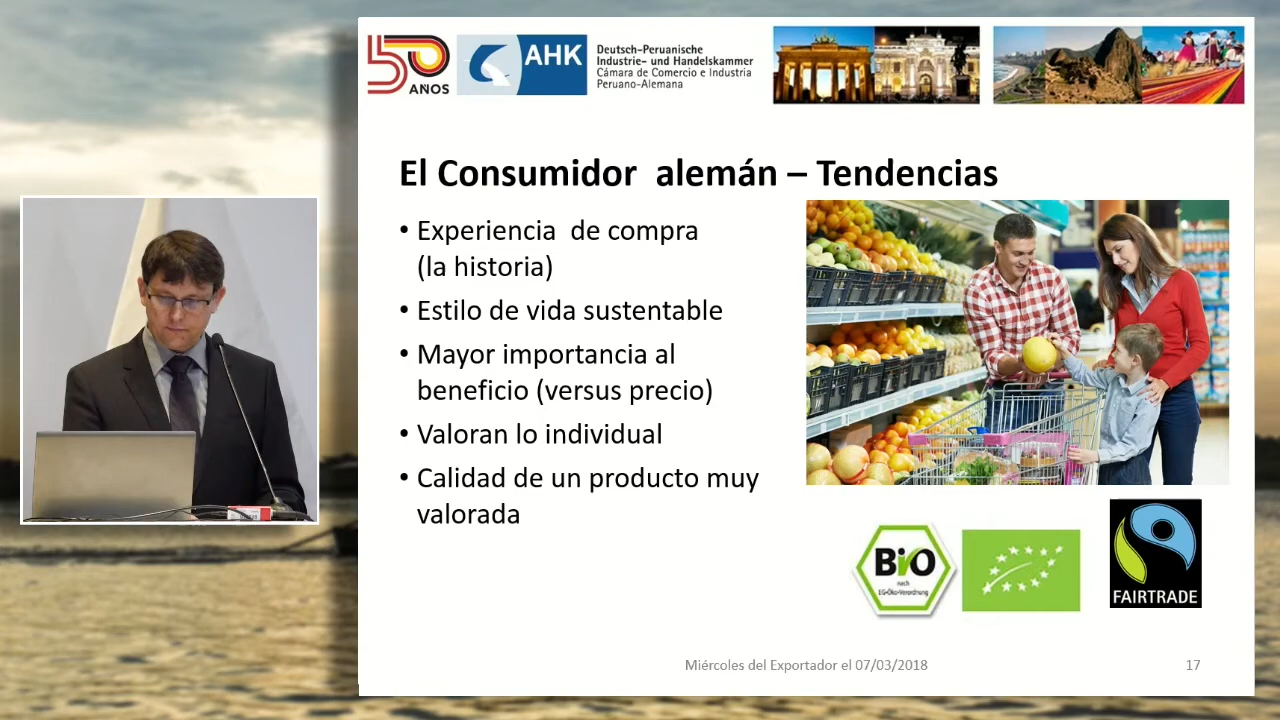 50 AÑOS
AHK
Deutsch-Peruanische
Industrie- und Handelskammer
Cámara de Comercio e Industria
Peruano-Alemana
El Consumidor alemán – Tendencias
• Experiencia de compra
(la historia)
• Estilo de vida sustentable
• Mayor importancia al
beneficio (versus precio)
• Valoran lo individual
• Calidad de un producto muy
valorada
Bio
nach
EG-Öko-Verordnung
FAIRTRADE
Miércoles del Exportador el 07/03/2018
17